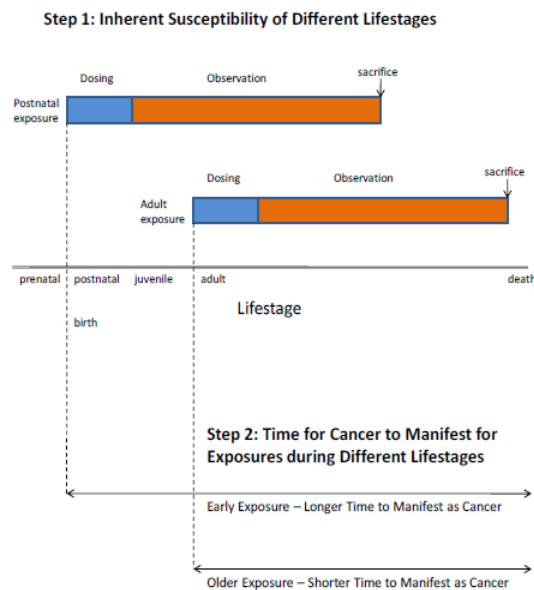 Step 1: Inherent Susceptibility of Different Lifestages
sacrifice
Dosing Observation
Postnatal
exposure
sacrifice
Dosing Observation
Adult
exposure
prenatal postnatal juvenile adult death
Lifestage
birth
Step 2: Time for Cancer to Manifest for
Exposures during Different Lifestages
Early Exposure – Longer Time to Manifest as Cancer
Older Exposure – Shorter Time to Manifest as Cancer